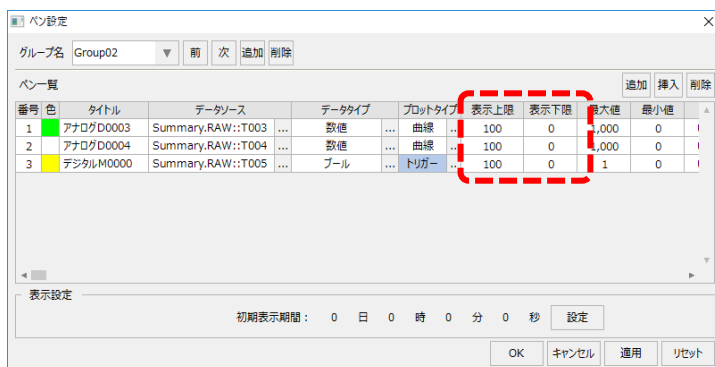 ペン設定
グループ名 Group02 前 次 追加 削除
ペン一覧 追加 挿入 削除
番号 色 タイトル データソース データタイプ プロットタイプ 表示上限 表示下限 最大値 最小値
1 アナログD0003 Summary.RAW::T003 ... 数値 ... 曲線 .. 100 0 1,000 0
2 アナログD0004 Summary.RAW::T004 ... 数値 ... 曲線 .. 100 0 1,000 0
3 デジタルM0000 Summary.RAW::T005 ... ブール ... トリガー .. 100 0 1 0
表示設定
初期表示期間： 0 日 0 時 0 分 0 秒 設定
OK キャンセル 適用 リセット